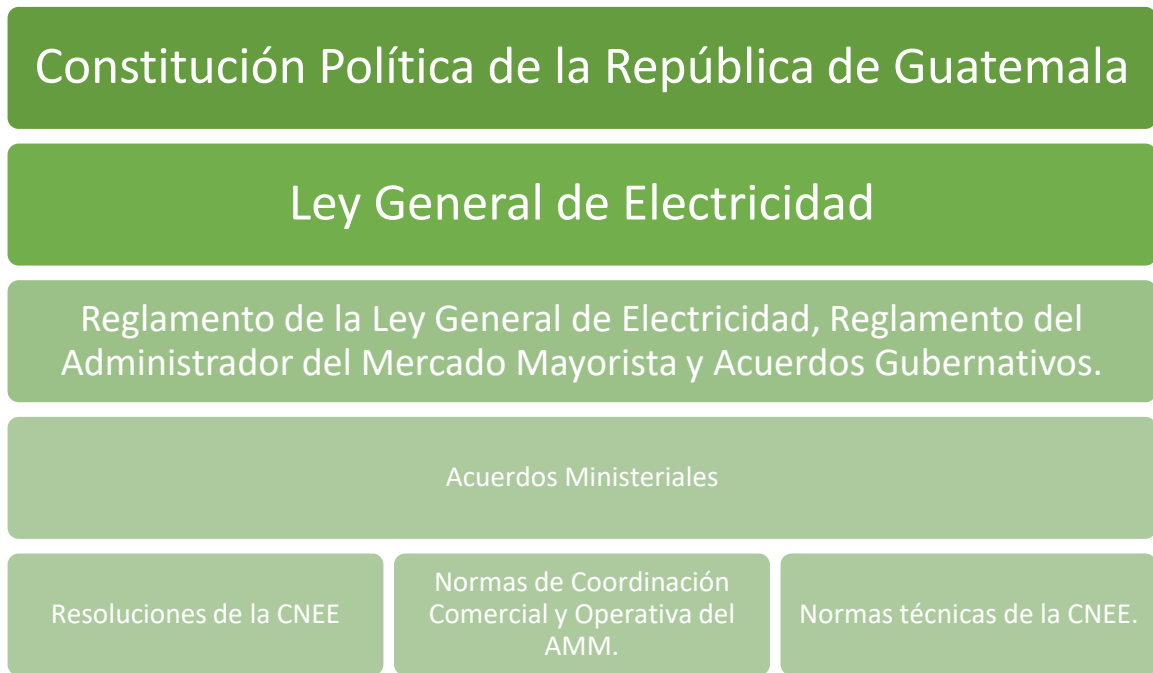 Constitución Política de la República de Guatemala
Ley General de Electricidad
Reglamento de la Ley General de Electricidad, Reglamento del
Administrador del Mercado Mayorista y Acuerdos Gubernativos.
Acuerdos Ministeriales
Resoluciones de la CNEE
Normas de Coordinación
Comercial y Operativa del
AMM.
Normas técnicas de la CNEE.